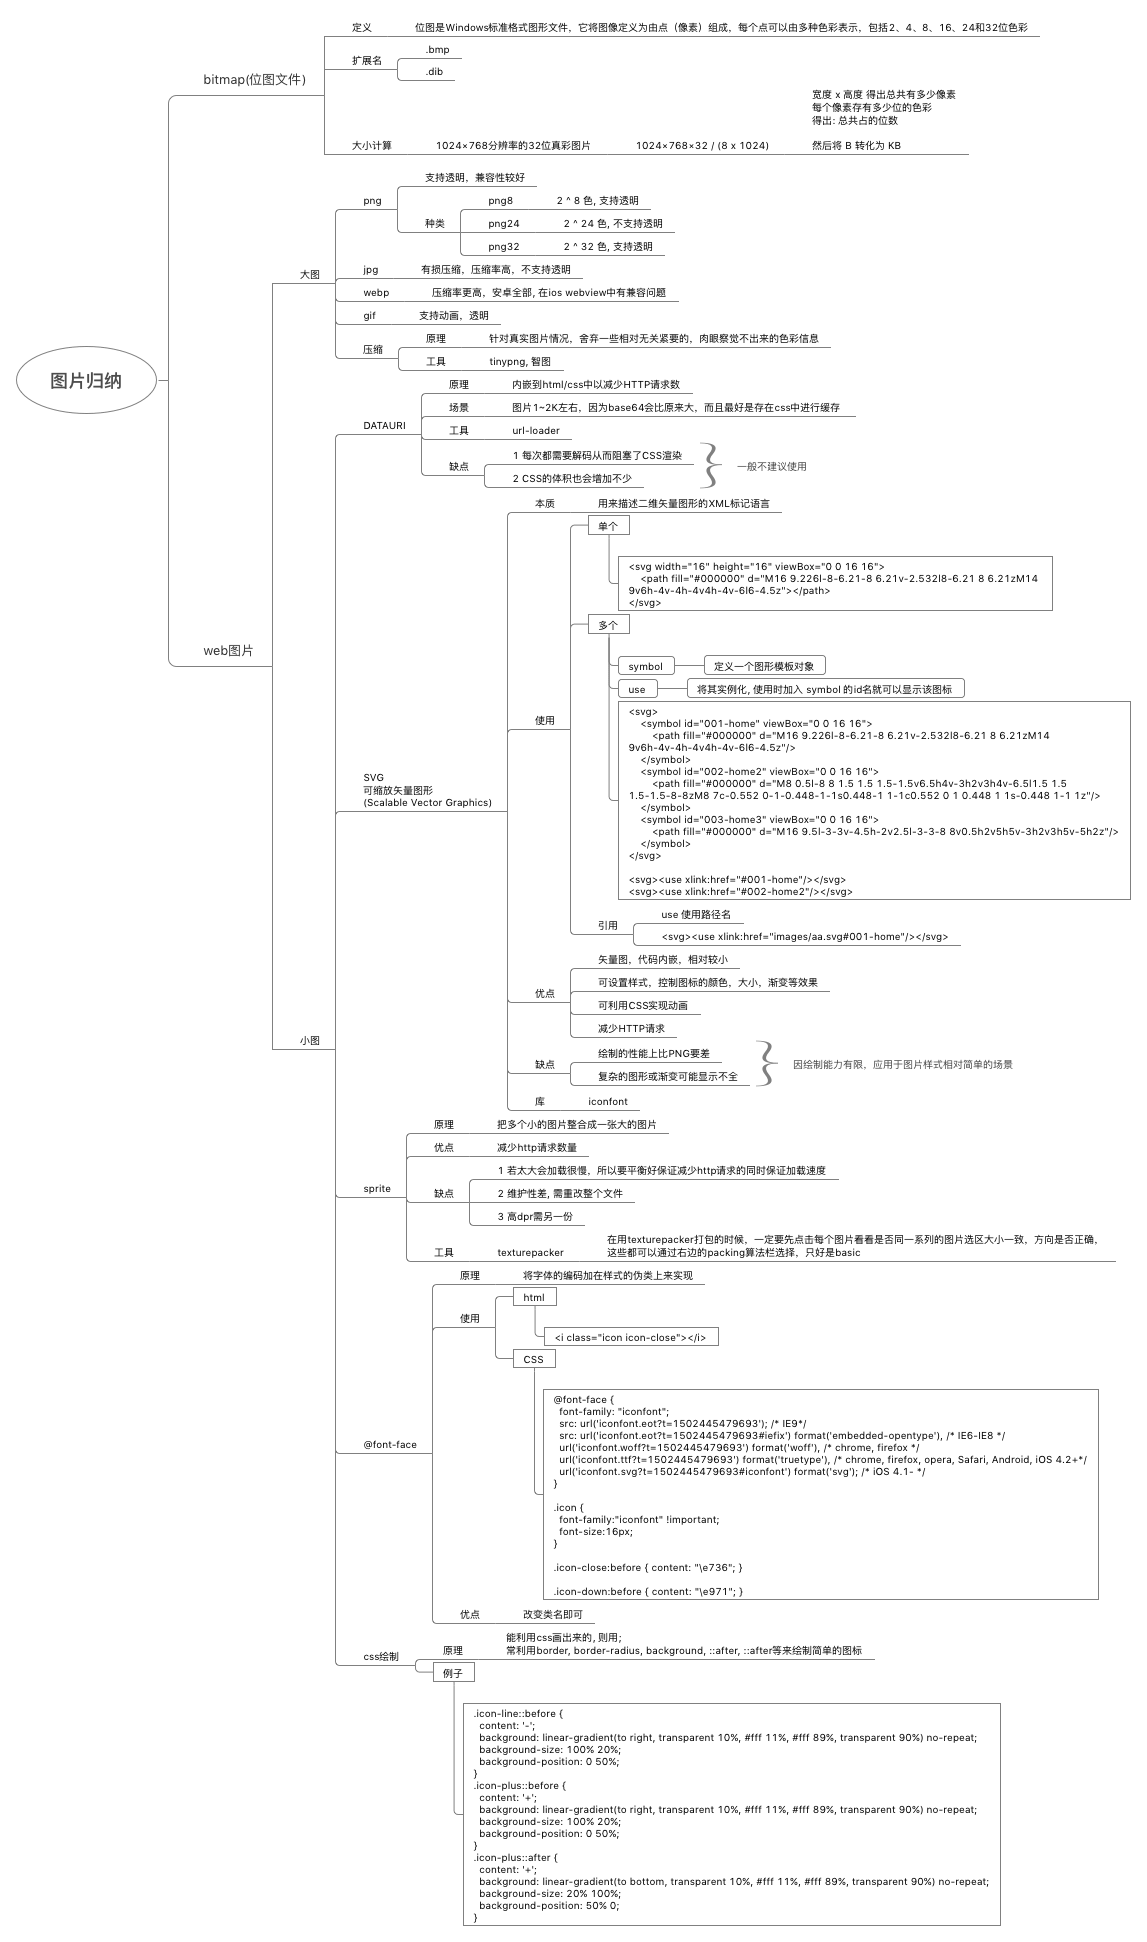 图片归纳
bitmap(位图文件)
定义
位图是Windows标准格式图形文件，它将图像定义为由点（像素）组成，每个点可以由多种色彩表示，包括2、4、8、16、24和32位色彩
扩展名
.bmp
.dib
大小计算
1024×768分辨率的32位真彩图片
1024×768×32 / (8 x 1024)
宽度 x 高度 得出总共有多少像素
每个像素存有多少位的色彩
得出: 总共占的位数
然后将 B 转化为 KB
web图片
大图
png
支持透明，兼容性较好
种类
png8
2 ^ 8 色, 支持透明
png24
2 ^ 24 色, 不支持透明
png32
2 ^ 32 色, 支持透明
jpg
有损压缩，压缩率高，不支持透明
webp
压缩率更高，安卓全部, 在ios webview中有兼容问题
gif
支持动画，透明
压缩
原理
针对真实图片情况，舍弃一些相对无关紧要的，肉眼察觉不出来的色彩信息
工具
tinypng, 智图
小图
DATAURI
原理
内嵌到html/css中以减少HTTP请求数
场景
图片1~2K左右，因为base64会比原来大，而且最好是存在css中进行缓存
工具
url-loader
缺点
1 每次都需要解码从而阻塞了CSS渲染
2 CSS的体积也会增加不少
一般不建议使用
SVG
可缩放矢量图形
(Scalable Vector Graphics)
本质
用来描述二维矢量图形的XML标记语言
使用
单个
<svg width="16" height="16" viewBox="0 0 16 16">
<path fill="#000000" d="M16 9.226l-8-6.21-8 6.21v-2.532l8-6.21 8 6.21zM14
9v6h-4v-4h-4v4h-4v-6l6-4.5z"></path>
</svg>
多个
symbol
定义一个图形模板对象
use
将其实例化, 使用时加入 symbol 的id名就可以显示该图标
<svg>
<symbol id="001-home" viewBox="0 0 16 16">
<path fill="#000000" d="M16 9.226l-8-6.21-8 6.21v-2.532l8-6.21 8 6.21zM14
9v6h-4v-4h-4v4h-4v-6l6-4.5z"/>
</symbol>
<symbol id="002-home2" viewBox="0 0 16 16">
<path fill="#000000" d="M8 0.5l-8 8 1.5 1.5 1.5-1.5v6.5h4v-3h2v3h4v-6.5l1.5 1.5
1.5-1.5-8-8zM8 7c-0.552 0-1-0.448-1-1s0.448-1 1-1c0.552 0 1 0.448 1 1s-0.448 1-1 1z"/>
</symbol>
<symbol id="003-home3" viewBox="0 0 16 16">
<path fill="#000000" d="M16 9.5l-3-3v-4.5h-2v2.5l-3-3-8 8v0.5h2v5h5v-3h2v3h5v-5h2z"/>
</symbol>
</svg>
<svg><use xlink:href="#001-home"/></svg>
<svg><use xlink:href="#002-home2"/></svg>
引用
use 使用路径名
<svg><use xlink:href="images/aa.svg#001-home"/></svg>
优点
矢量图，代码内嵌，相对较小
可设置样式，控制图标的颜色，大小，渐变等效果
可利用CSS实现动画
减少HTTP请求
缺点
绘制的性能上比PNG要差
复杂的图形或渐变可能显示不全
因绘制能力有限，应用于图片样式相对简单的场景
库
iconfont
sprite
原理
把多个小的图片整合成一张大的图片
优点
减少http请求数量
缺点
1 若太大会加载很慢，所以要平衡好保证减少http请求的同时保证加载速度
2 维护性差, 需重改整个文件
3 高dpr需另一份
工具
texturepacker
在用texturepacker打包的时候，一定要先点击每个图片看看是否同一系列的图片选区大小一致，方向是否正确，
这些都可以通过右边的packing算法栏选择，只好是basic
@font-face
原理
将字体的编码加在样式的伪类上来实现
使用
html
<i class="icon icon-close"></i>
CSS
@font-face {
font-family: "iconfont";
src: url('iconfont.eot?t=1502445479693'); /* IE9*/
src: url('iconfont.eot?t=1502445479693#iefix') format('embedded-opentype'), /* IE6-IE8 */
url('iconfont.woff?t=1502445479693') format('woff'), /* chrome, firefox */
url('iconfont.ttf?t=1502445479693') format('truetype'), /* chrome, firefox, opera, Safari, Android, iOS 4.2+*/
url('iconfont.svg?t=1502445479693#iconfont') format('svg'); /* iOS 4.1- */
}
.icon {
font-family:"iconfont" !important;
font-size:16px;
}
.icon-close:before { content: "\e736"; }
.icon-down:before { content: "\e971"; }
优点
改变类名即可
css绘制
原理
能利用css画出来的, 则用;
常利用border, border-radius, background, ::after, ::after等来绘制简单的图标
例子
.icon-line::before {
content: '-';
background: linear-gradient(to right, transparent 10%, #fff 11%, #fff 89%, transparent 90%) no-repeat;
background-size: 100% 20%;
background-position: 0 50%;
}
.icon-plus::before {
content: '+';
background: linear-gradient(to right, transparent 10%, #fff 11%, #fff 89%, transparent 90%) no-repeat;
background-size: 100% 20%;
background-position: 0 50%;
}
.icon-plus::after {
content: '+';
background: linear-gradient(to bottom, transparent 10%, #fff 11%, #fff 89%, transparent 90%) no-repeat;
background-size: 20% 100%;
background-position: 50% 0;
}